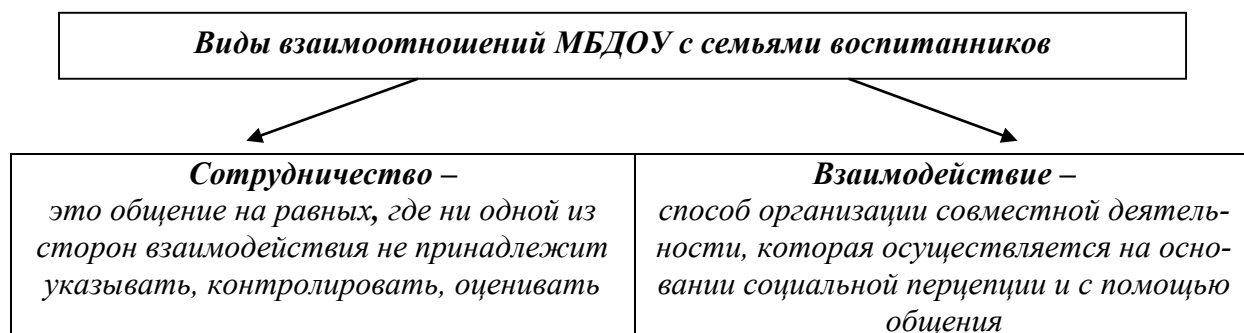 Виды взаимоотношений МБДОУ с семьями воспитанников
Сотрудничество –
это общение на равных, где ни одной из
сторон взаимодействия не принадлежит
указывать, контролировать, оценивать
Взаимодействие –
способ организации совместной деятель-
ности, которая осуществляется на осно-
вании социальной перцепции и с помощью
общения